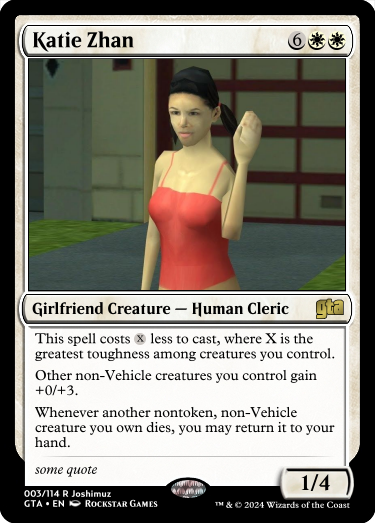 Katie Zhan 6
This spell costs X less to cast, where X is the
greatest toughness among creatures you control.
Other non-Vehicle creatures you control gain
+0/+3.
Whenever another nontoken, non-Vehicle
creature you own dies, you may return it to your
hand.
some quote
Girlfriend Creature — Human Cleric gta
1/4
003/114 R Joshimuz
GTA • EN Rockstar Games
™ & © 2024 Wizards of the Coast